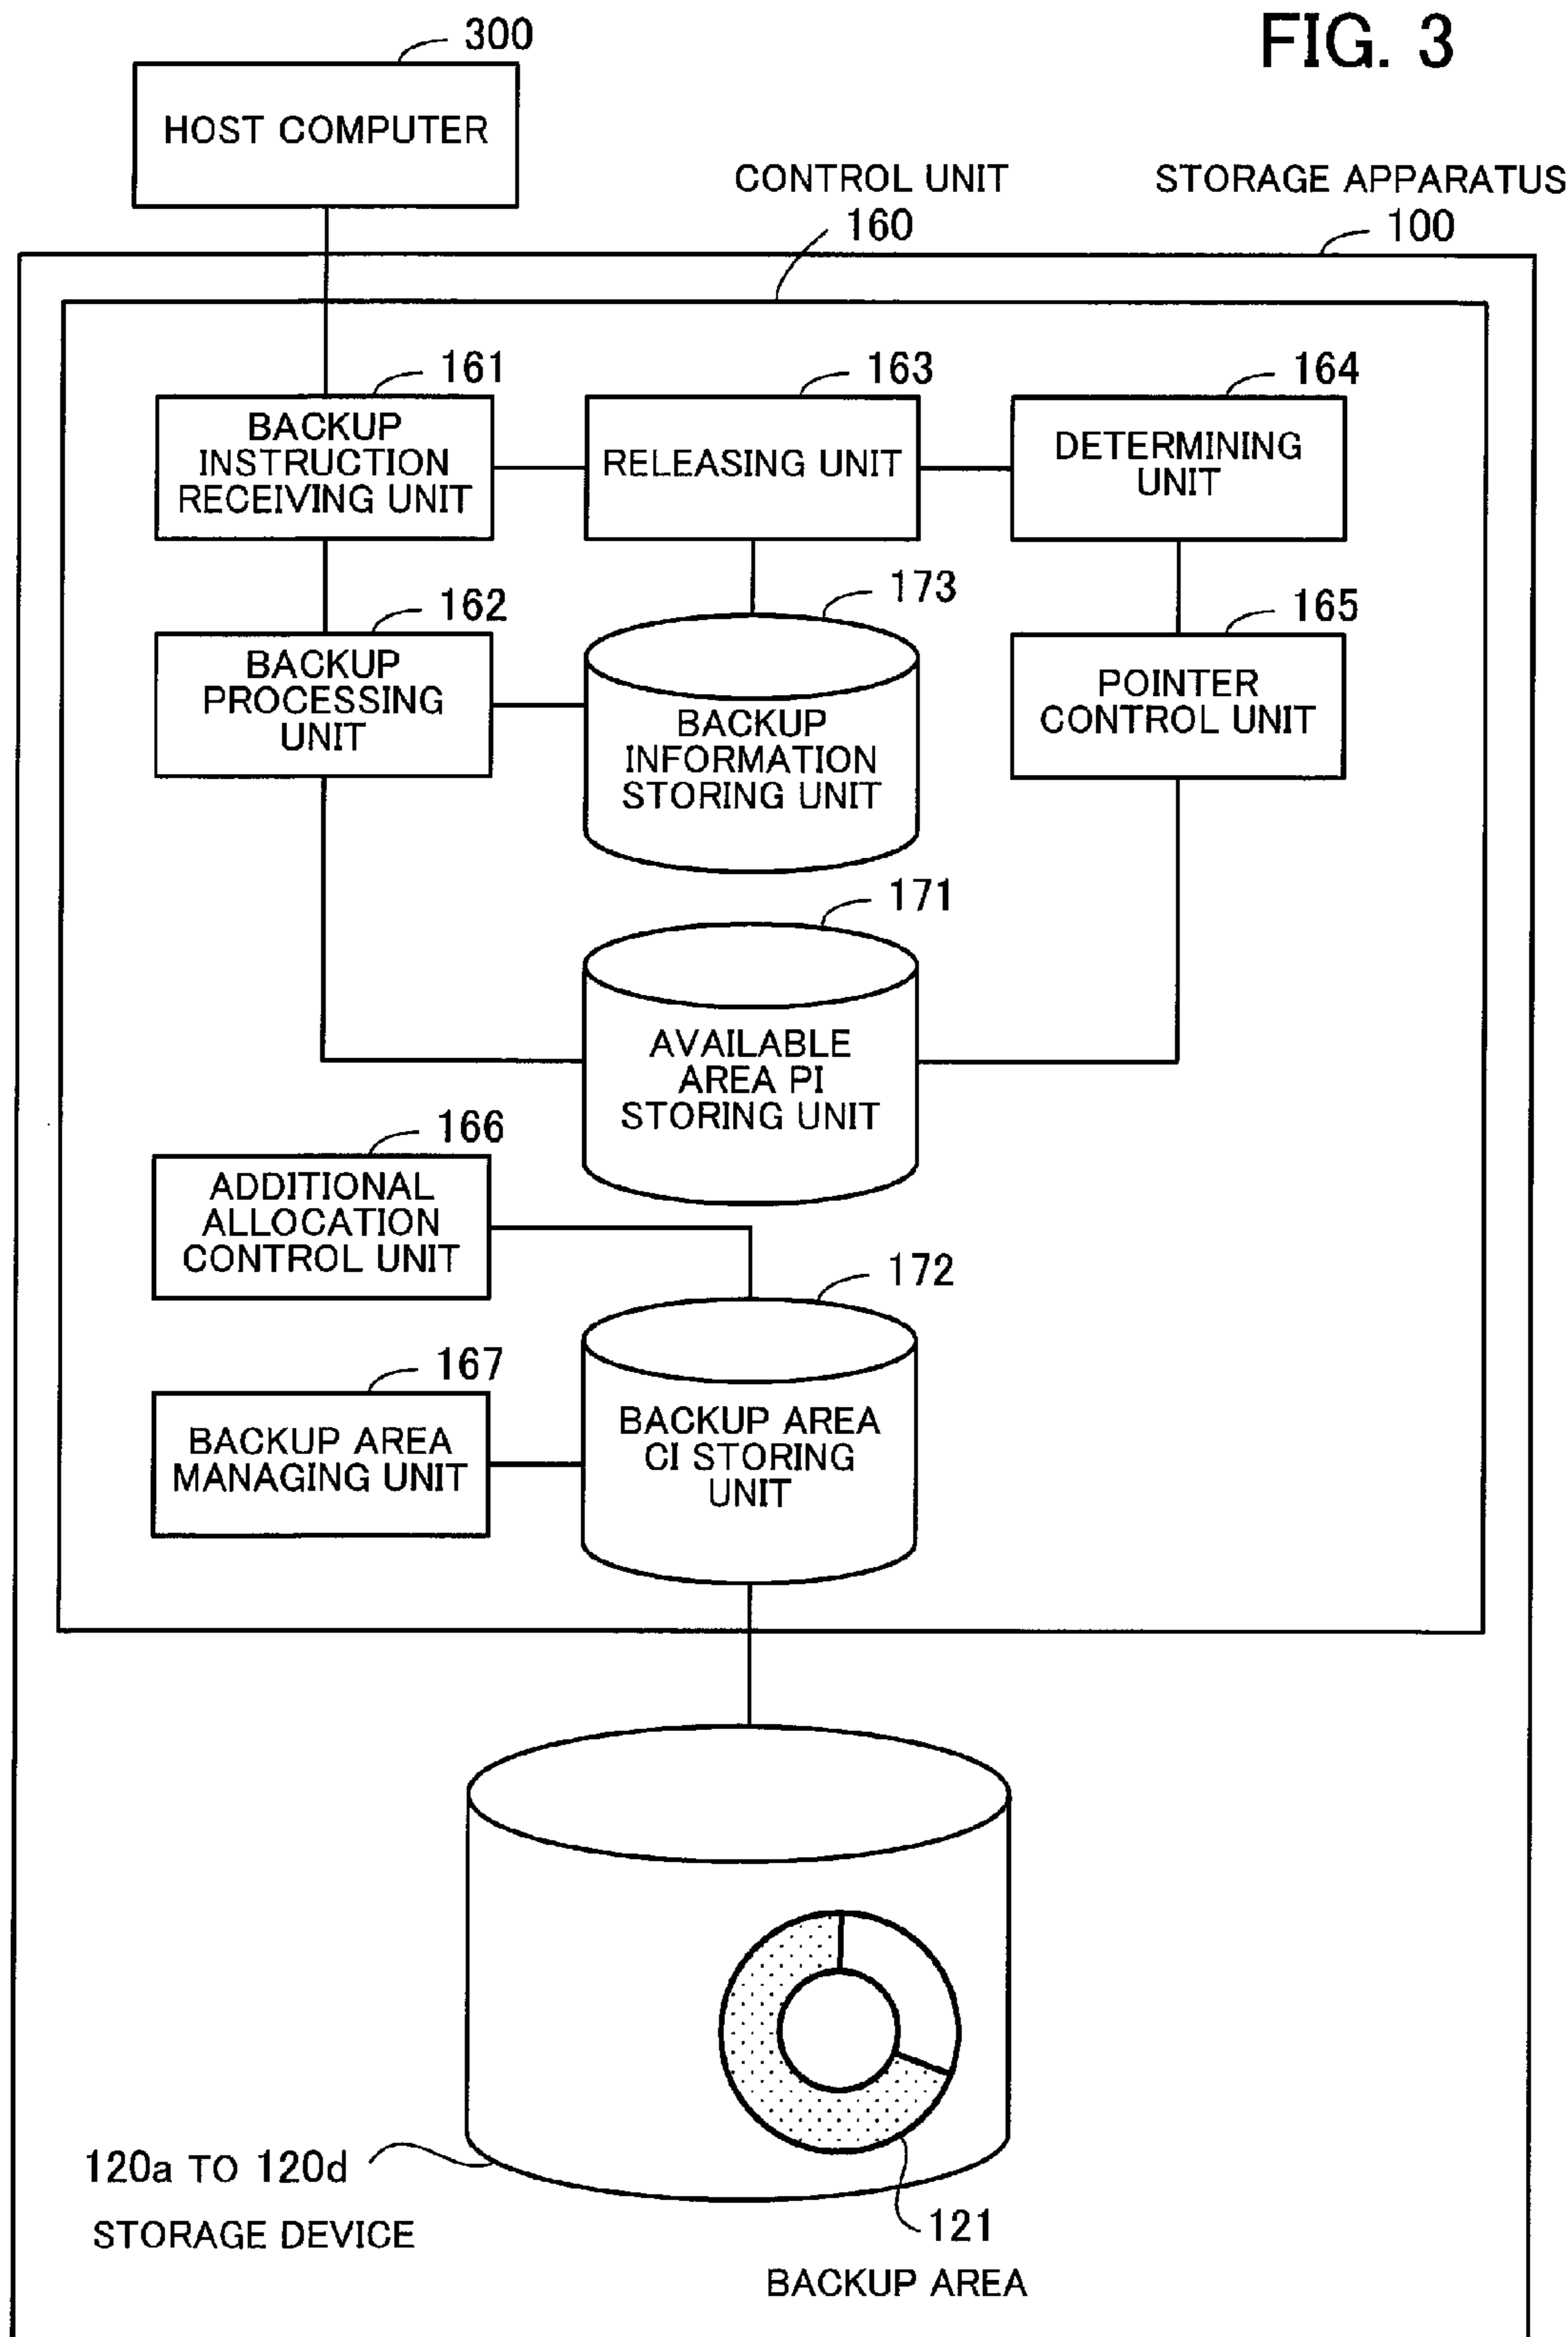 FIG. 3
300
HOST COMPUTER
CONTROL UNIT
160
STORAGE APPARATUS
100
161
BACKUP
INSTRUCTION
RECEIVING UNIT
163
RELEASING UNIT
164
DETERMINING
UNIT
162
BACKUP
PROCESSING
UNIT
173
BACKUP
INFORMATION
STORING UNIT
165
POINTER
CONTROL UNIT
171
AVAILABLE
AREA PI
STORING UNIT
166
ADDITIONAL
ALLOCATION
CONTROL UNIT
172
BACKUP AREA
CI STORING
UNIT
167
BACKUP AREA
MANAGING UNIT
120a TO 120d
STORAGE DEVICE
121
BACKUP AREA